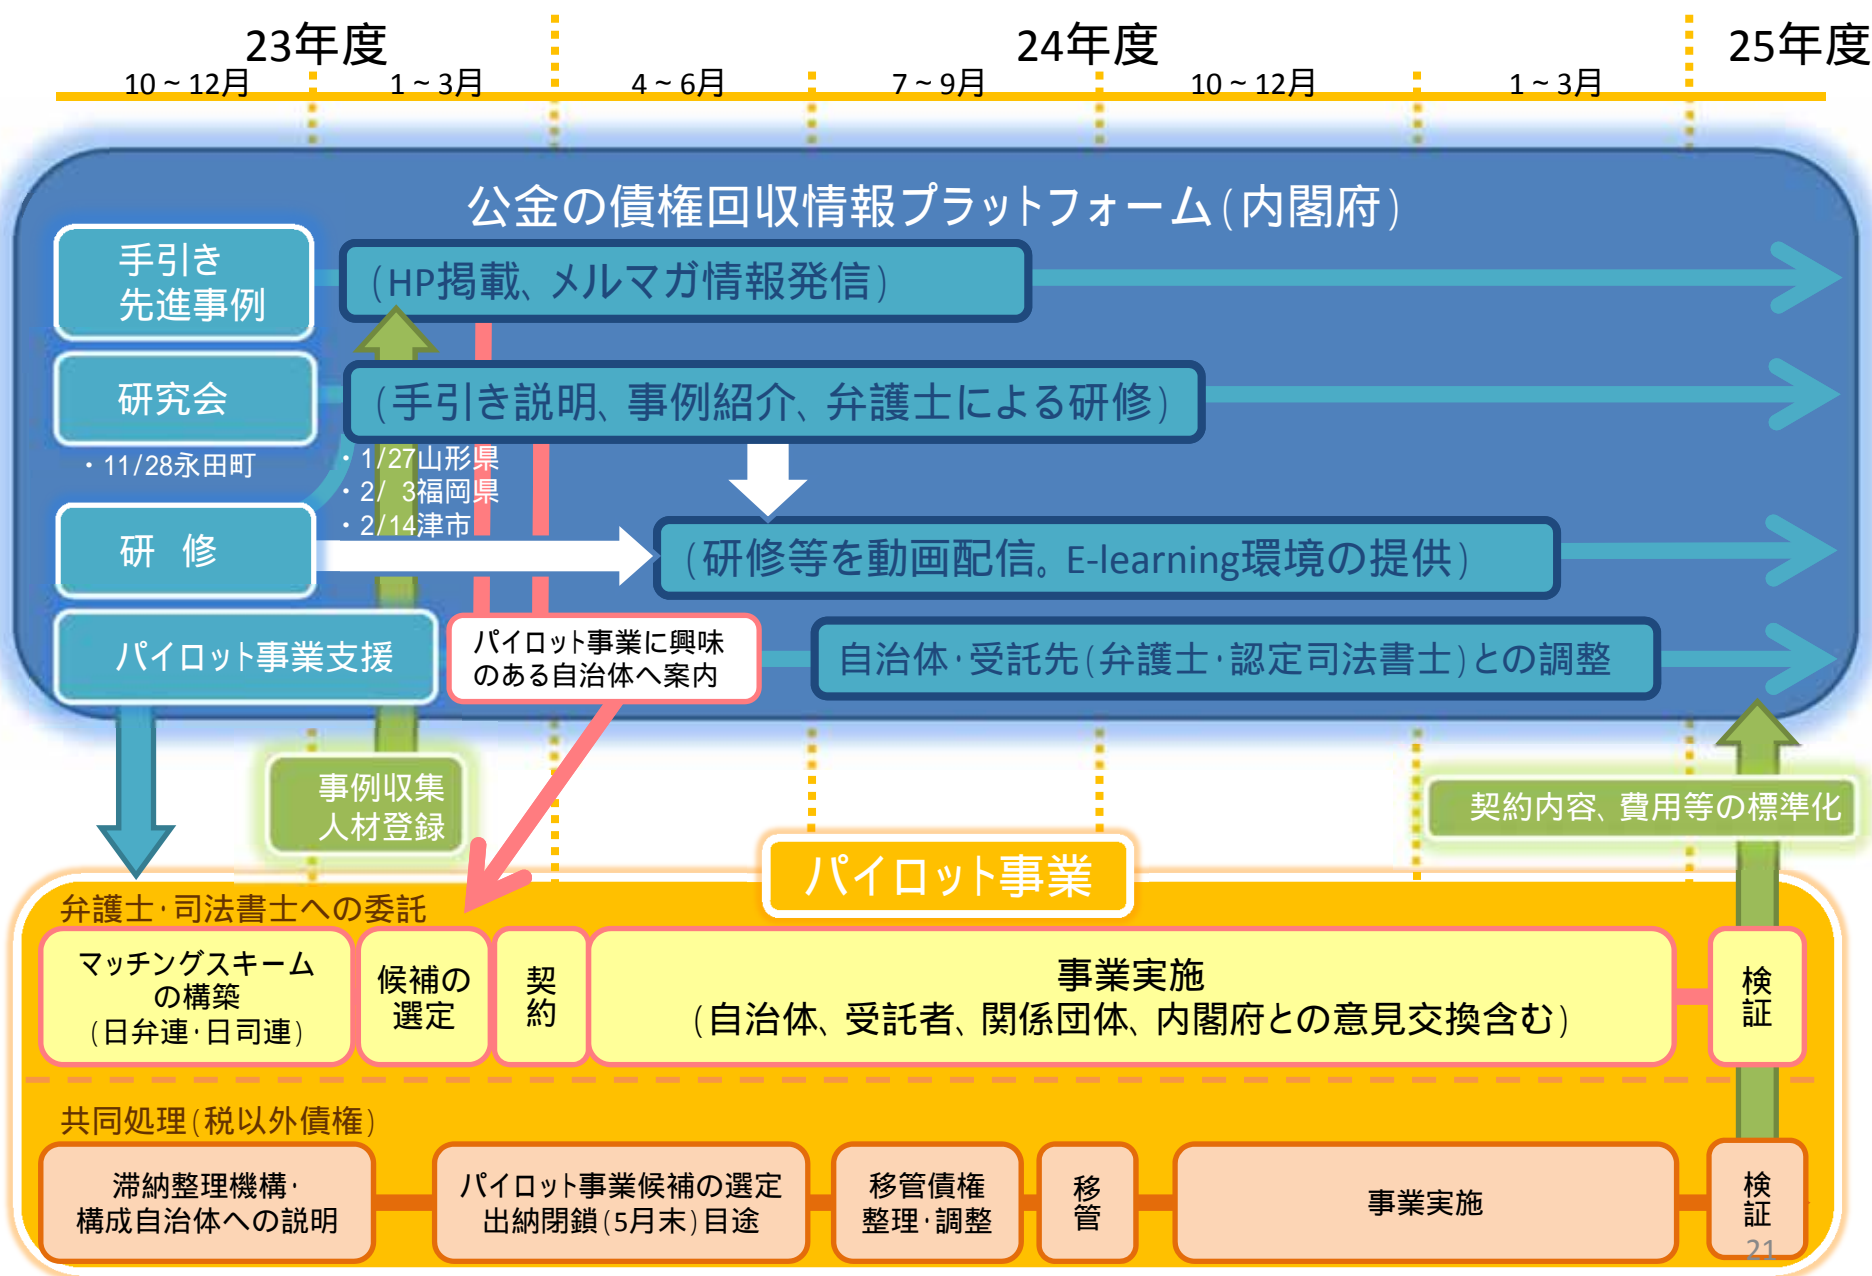 23年度
24年度
25年度
10～12月
1～3月
4～6月
7～9月
10～12月
1～3月
公金の債権回収情報プラットフォーム(内閣府)
手引き
先進事例
(HP掲載、メルマガ情報発信)
研究会
(手引き説明、事例紹介、弁護士による研修)
・11/28永田町
・1/27山形県
・2/ 3福岡県
・2/14津市
研 修
(研修等を動画配信。E-learning環境の提供)
パイロット事業支援
パイロット事業に興味
のある自治体へ案内
自治体・受託先(弁護士・認定司法書士)との調整
事例収集
人材登録
契約内容、費用等の標準化
パイロット事業
弁護士・司法書士への委託
マッチングスキーム
の構築
(日弁連・日司連)
候補の
選定
契
約
事業実施
(自治体、受託者、関係団体、内閣府との意見交換含む)
検
証
共同処理(税以外債権)
滞納整理機構・
構成自治体への説明
パイロット事業候補の選定
出納閉鎖(5月末)目途
移管債権
整理・調整
移
管
事業実施
検
証
21